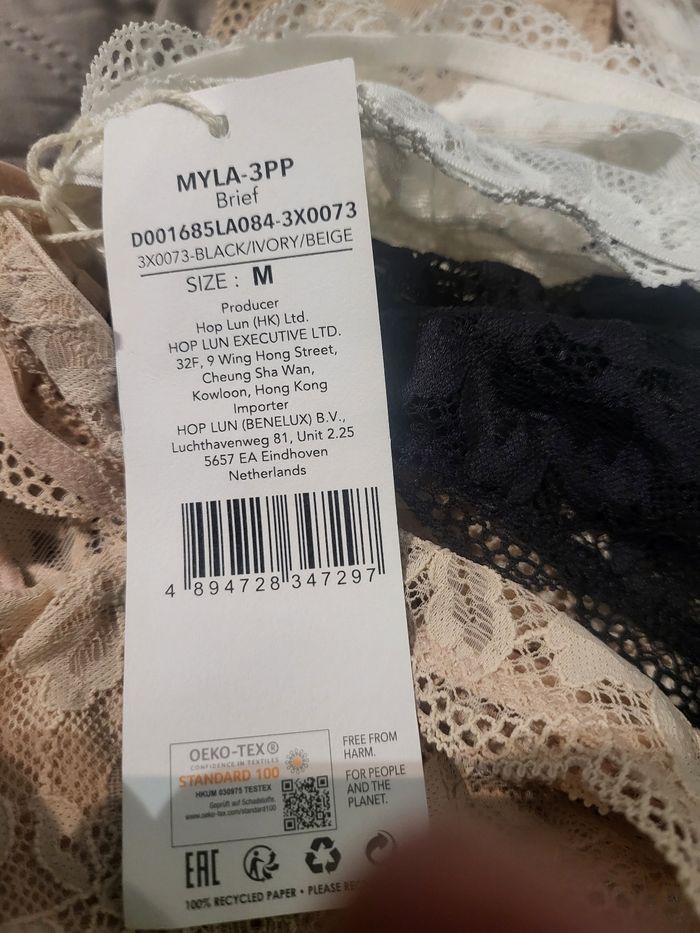 MYLA-3PP
Brief
D001685LA084-3X0073
3X0073-BLACK/IVORY/BEIGE
SIZE : M
Producer
Hop Lun (HK) Ltd.
HOP LUN EXECUTIVE LTD.
32F, 9 Wing Hong Street,
Cheung Sha Wan,
Kowloon, Hong Kong
Importer
HOP LUN (BENELUX) B.V.,
Luchthavenweg 81, Unit 2.25
5657 EA Eindhoven
Netherlands
4 894728 347297
OEKO-TEX®
CONFIDENCE IN TEXTILES
STANDARD 100
HKUM 030975 TESTEX
Geprüft auf Schadstoffe.
www.oeko-tex.com/standard100
FREE FROM
HARM.
FOR PEOPLE
AND THE
PLANET.
EAC
100% RECYCLED PAPER • PLEASE